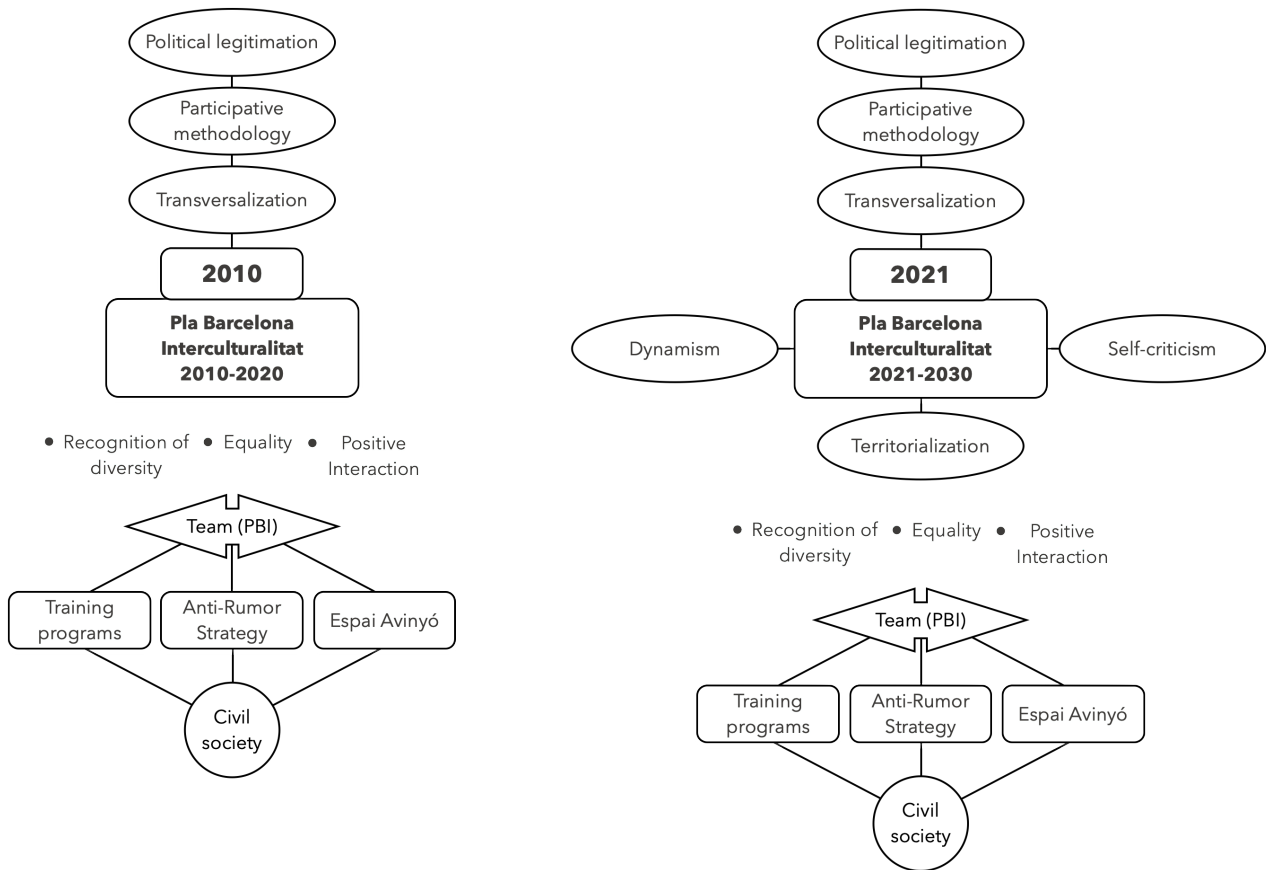 Political legitimation
Participative
methodology
Transversalization
2010
Pla Barcelona
Interculturalitat
2010-2020
• Recognition of
diversity
• Equality
• Positive
Interaction
Team (PBI)
Training
programs
Anti-Rumor
Strategy
Espai Avinyó
Civil
society
Political legitimation
Participative
methodology
Transversalization
2021
Pla Barcelona
Interculturalitat
2021-2030
Dynamism
Self-criticism
Territorialization
• Recognition of
diversity
• Equality
• Positive
Interaction
Team (PBI)
Training
programs
Anti-Rumor
Strategy
Espai Avinyó
Civil
society